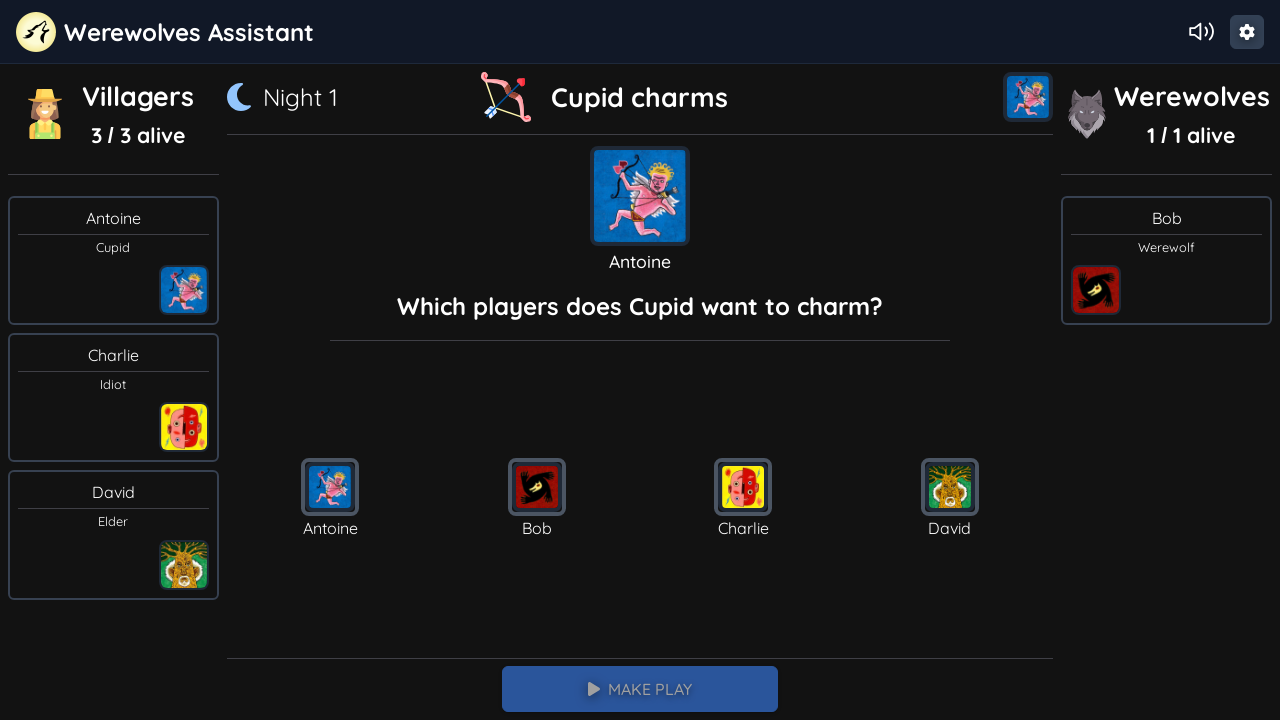 Werewolves Assistant
Villagers
3 / 3 alive
Antoine
Cupid
Charlie
Idiot
David
Elder
Night 1
Cupid charms
Antoine
Which players does Cupid want to charm?
Antoine
Bob
Charlie
David
MAKE PLAY
Werewolves
1 / 1 alive
Bob
Werewolf